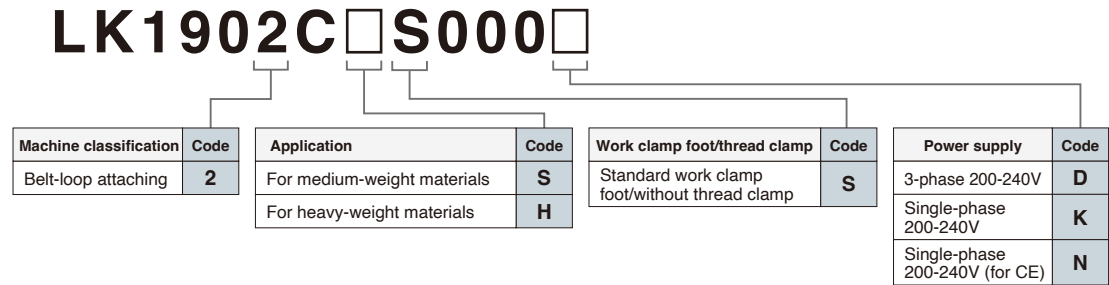 LK1902C□S000□
Machine classification Code
Belt-loop attaching 2
Application Code
For medium-weight materials S
For heavy-weight materials H
Work clamp foot/thread clamp Code
Standard work clamp
foot/without thread clamp S
Power supply Code
3-phase 200-240V D
Single-phase
200-240V K
Single-phase
200-240V (for CE) N